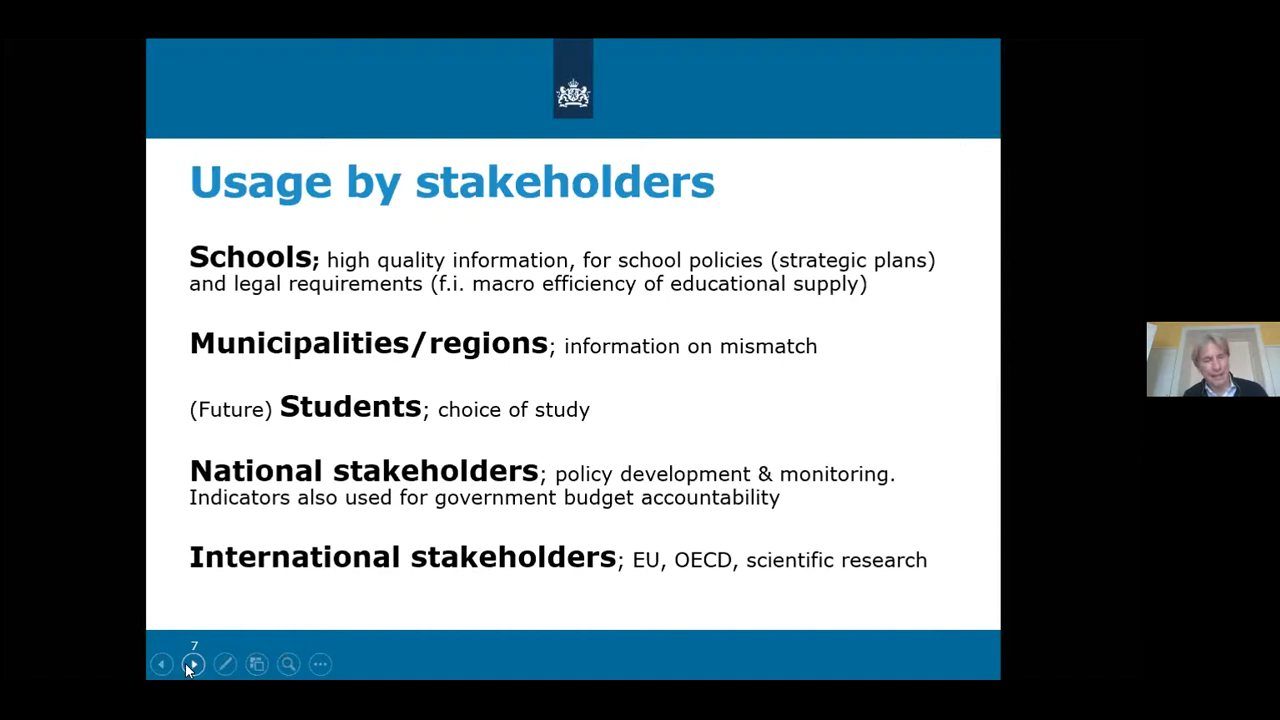 Usage by stakeholders
Schools; high quality information, for school policies (strategic plans)
and legal requirements (f.i. macro efficiency of educational supply)
Municipalities/regions; information on mismatch
(Future) Students; choice of study
National stakeholders; policy development & monitoring.
Indicators also used for government budget accountability
International stakeholders; EU, OECD, scientific research
7